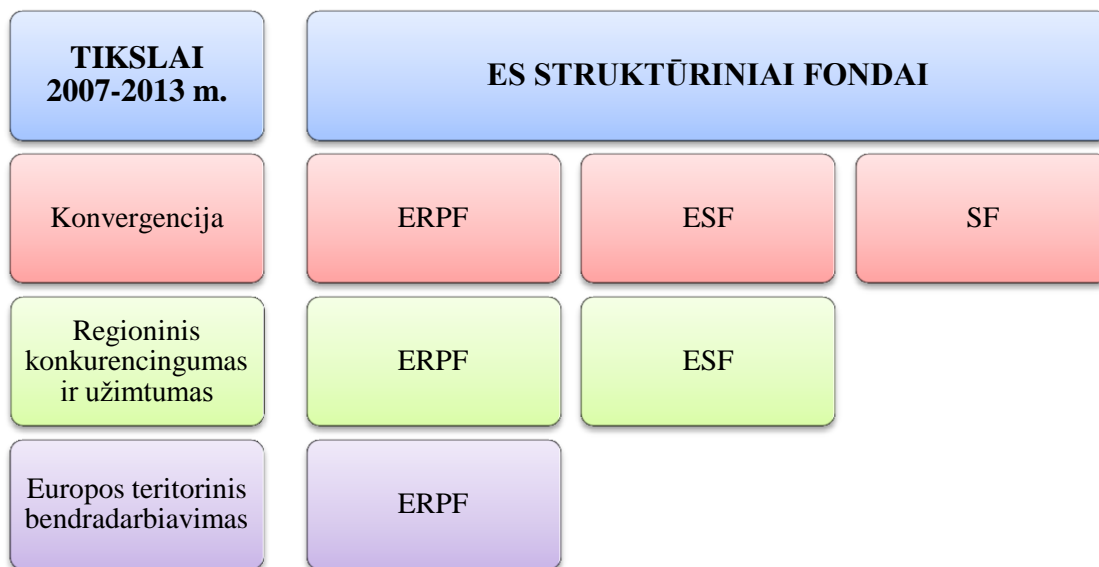 TIKSLAI
2007-2013 m.
ES STRUKTŪRINIAI FONDAI
Konvergencija
ERPF
ESF
SF
Regioninis
konkurencingumas
ir užimtumas
ERPF
ESF
Europos teritorinis
bendradarbiavimas
ERPF